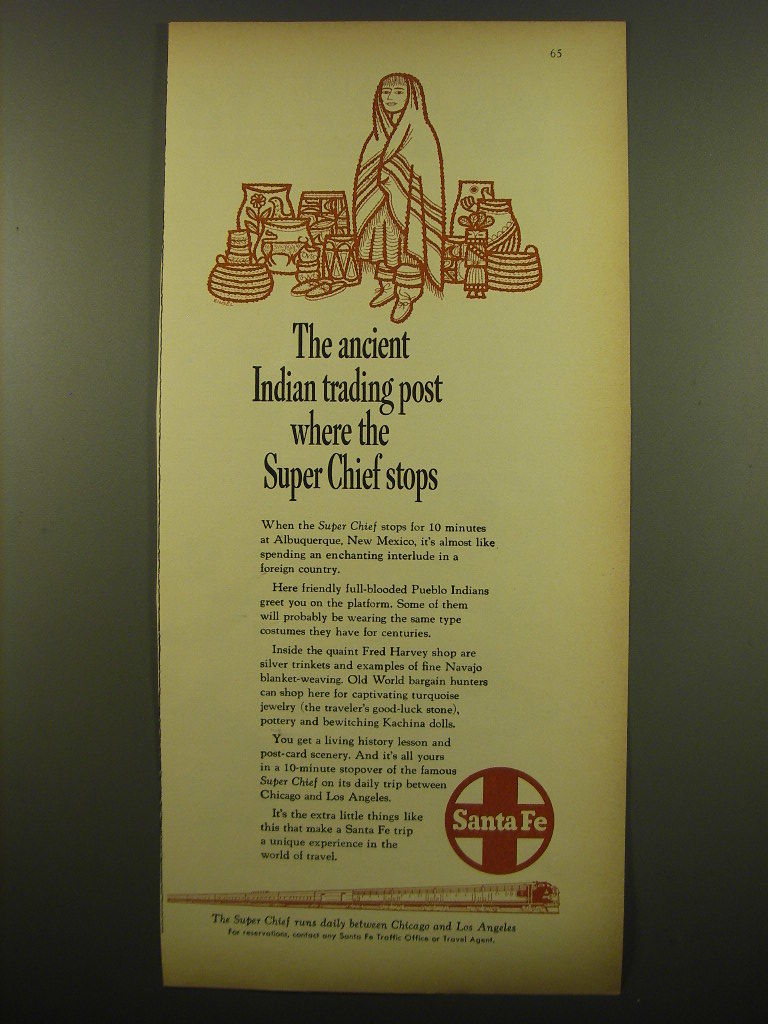 65
The ancient
Indian trading post
where the
Super Chief stops
When the Super Chief stops for 10 minutes
at Albuquerque, New Mexico, it's almost like
spending an enchanting interlude in a
foreign country.
Here friendly full-blooded Pueblo Indians
greet you on the platform. Some of them
will probably be wearing the same type
costumes they have for centuries.
Inside the quaint Fred Harvey shop are
silver trinkets and examples of fine Navajo
blanket-weaving. Old World bargain hunters
can shop here for captivating turquoise
jewelry (the traveler's good-luck stone),
pottery and bewitching Kachina dolls.
You get a living history lesson and
post-card scenery. And it's all yours
in a 10-minute stopover of the famous
Super Chief on its daily trip between
Chicago and Los Angeles.
It's the extra little things like
this that make a Santa Fe trip
a unique experience in the
world of travel.
Santa Fe
The Super Chief runs daily between Chicago and Los Angeles
For reservations, contact any Santa Fe Traffic Office or Travel Agent.